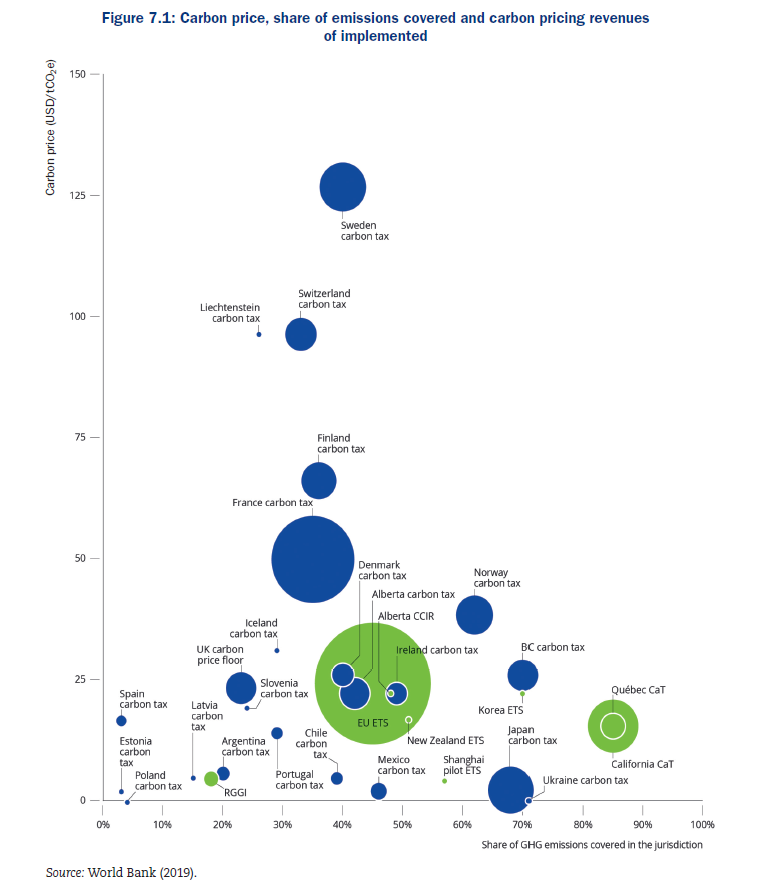 Figure 7.1: Carbon price, share of emissions covered and carbon pricing revenues
of implemented
Carbon price (USD/tCO2e)
150
125
Sweden
carbon tax
Switzerland
carbon tax
Liechtenstein
carbon tax
100
75
Finland
carbon tax
France carbon tax
50
Denmark
carbon tax
Norway
carbon tax
Alberta carbon tax
Alberta CCIR
Iceland
carbon tax
UK carbon
price floor
Ireland carbon tax
BC carbon tax
25
Slovenia
carbon tax
Spain
carbon tax
Latvia
carbon
tax
EU ETS
Korea ETS
Québec CaT
New Zealand ETS
Estonia
carbon
tax
Argentina
carbon tax
Chile
carbon
tax
Japan
carbon tax
Poland
carbon tax
RGGI
Portugal
carbon tax
Mexico
carbon tax
Shanghai
pilot ETS
California CaT
Ukraine carbon tax
0
0%
10%
20%
30%
40%
50%
60%
70%
80%
90%
100%
Share of GHG emissions covered in the jurisdiction
Source: World Bank (2019).